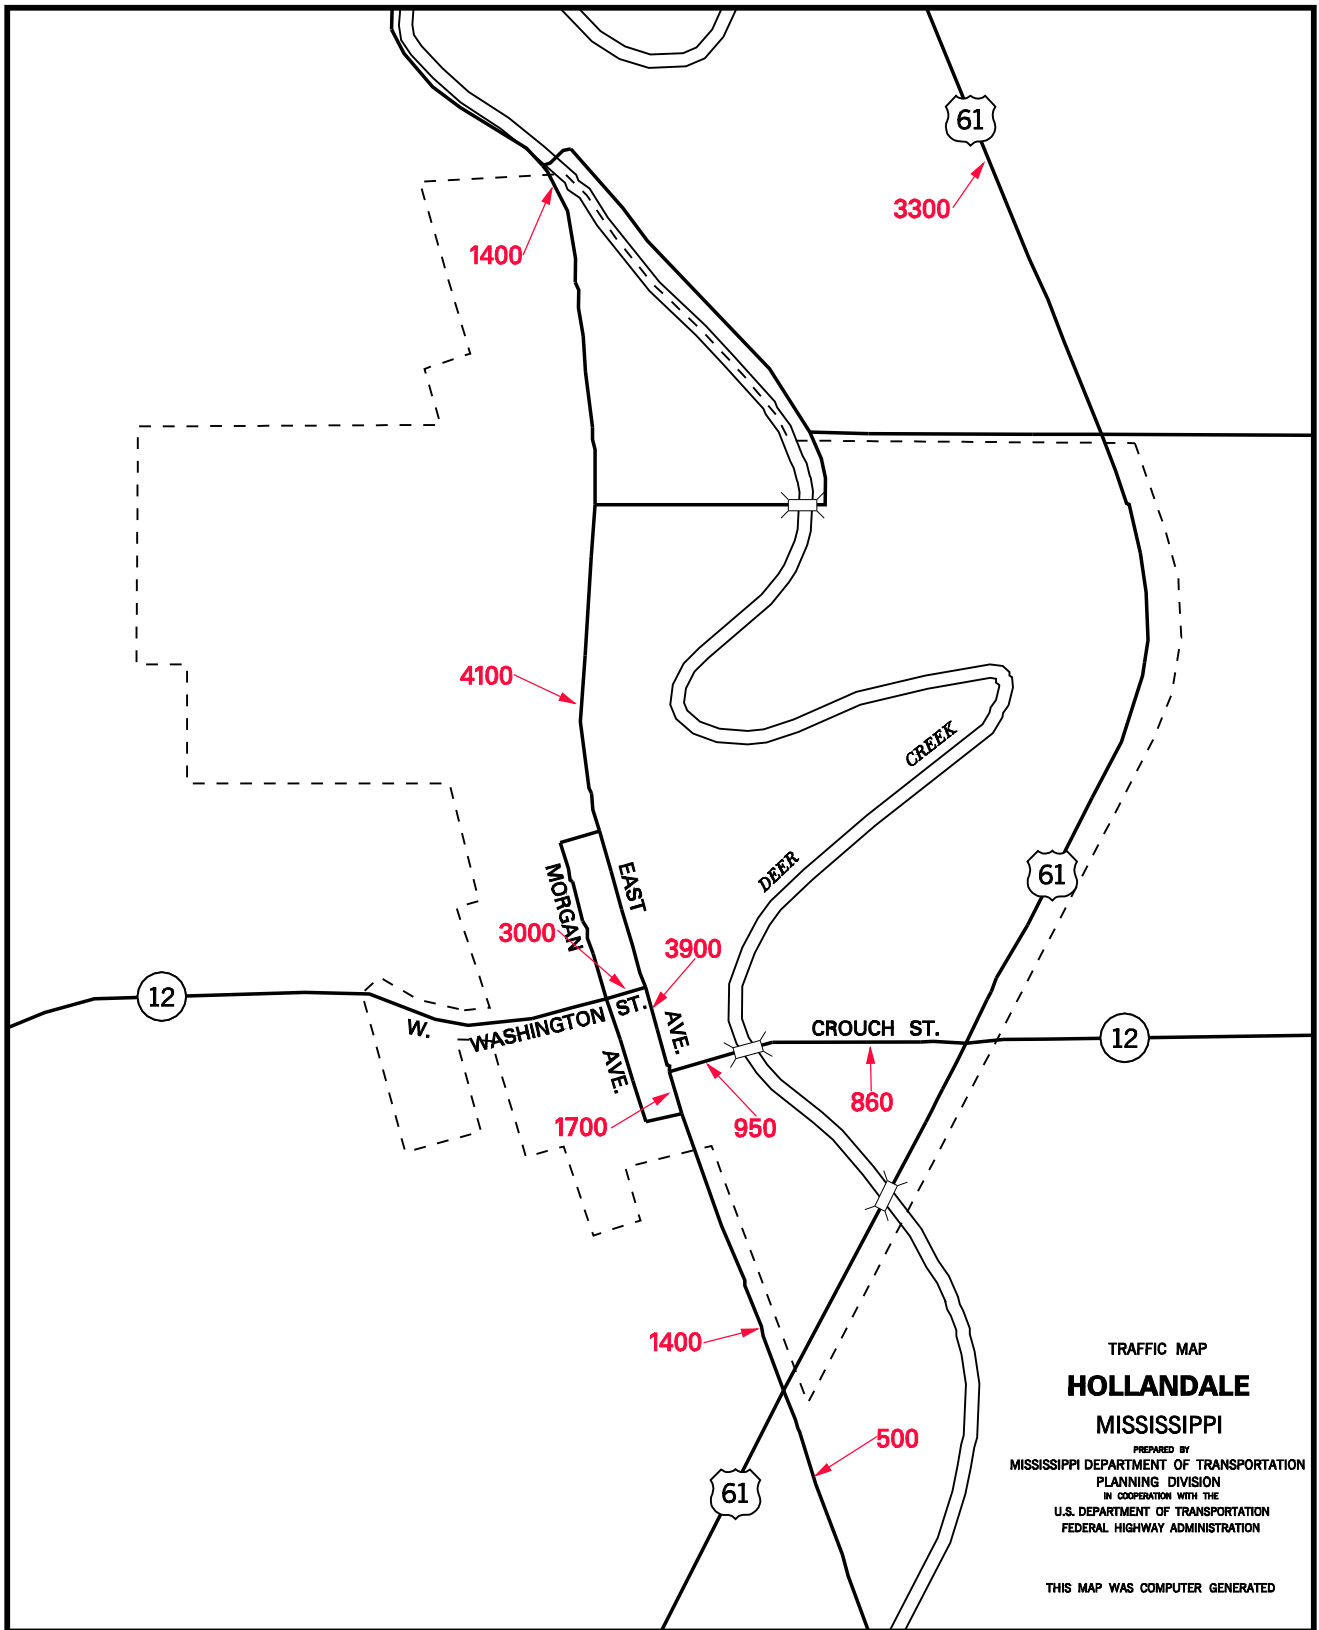 61
3300
1400
4100
CREEK
DEER
61
EAST
MORGAN
3000
3900
12
W. WASHINGTON ST.
AVE.
CROUCH ST.
12
AVE.
860
1700
950
1400
500
61
TRAFFIC MAP
HOLLANDALE
MISSISSIPPI
PREPARED BY
MISSISSIPPI DEPARTMENT OF TRANSPORTATION
PLANNING DIVISION
IN COOPERATION WITH THE
U.S. DEPARTMENT OF TRANSPORTATION
FEDERAL HIGHWAY ADMINISTRATION
THIS MAP WAS COMPUTER GENERATED